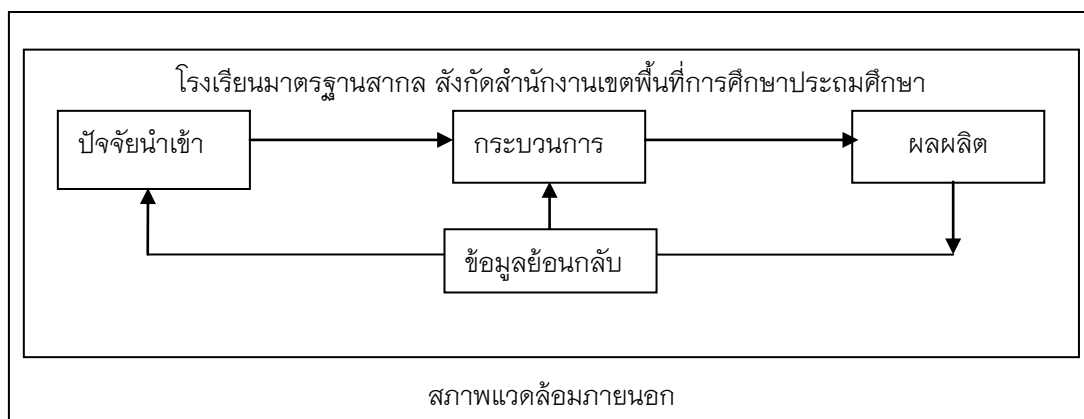 โรงเรียนมาตรฐานสากล สังกัดสำนักงานเขตพื้นที่การศึกษาประถมศึกษา
ปัจจัยนำเข้า
กระบวนการ
ผลผลิต
ข้อมูลย้อนกลับ
สภาพแวดล้อมภายนอก